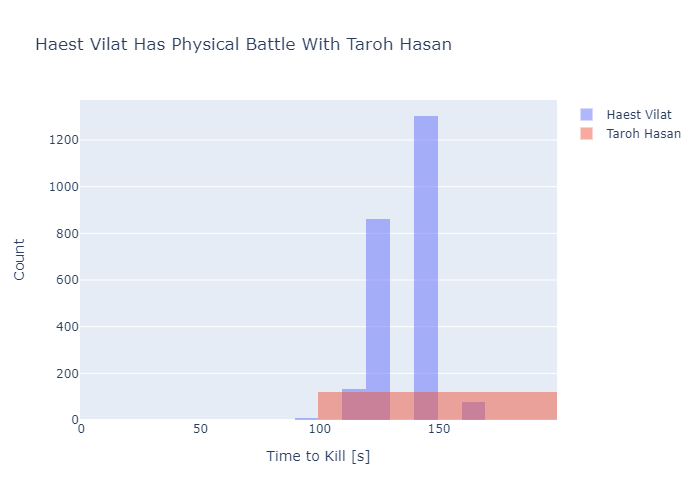 Haest Vilat Has Physical Battle With Taroh Hasan
Haest Vilat
Taroh Hasan
1200
1000
800
600
400
200
0
Count
0
50
100
150
Time to Kill [s]